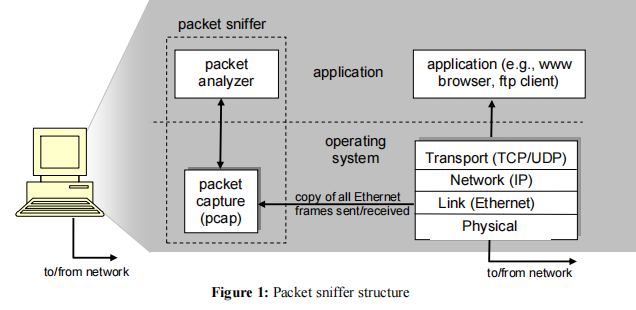 packet sniffer
packet
analyzer
application
application (e.g., www
browser, ftp client)
operating
system
packet
capture
(pcap)
copy of all Ethernet
frames sent/received
Transport (TCP/UDP)
Network (IP)
Link (Ethernet)
Physical
to/from network
to/from network
Figure 1: Packet sniffer structure